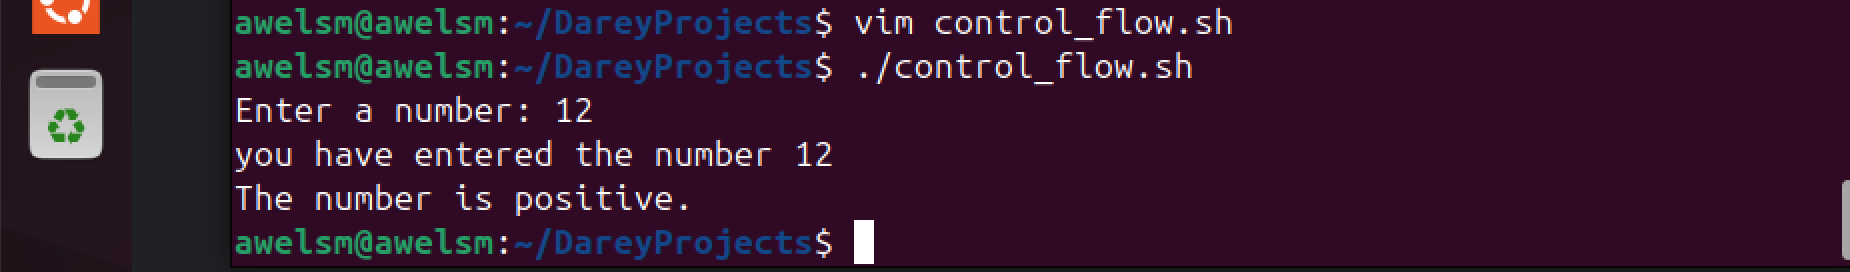 awelsm@awelsm:~/DareyProjects$ vim control_flow.sh
awelsm@awelsm:~/DareyProjects$ ./control_flow.sh
Enter a number: 12
you have entered the number 12
The number is positive.
awelsm@awelsm:~/DareyProjects$